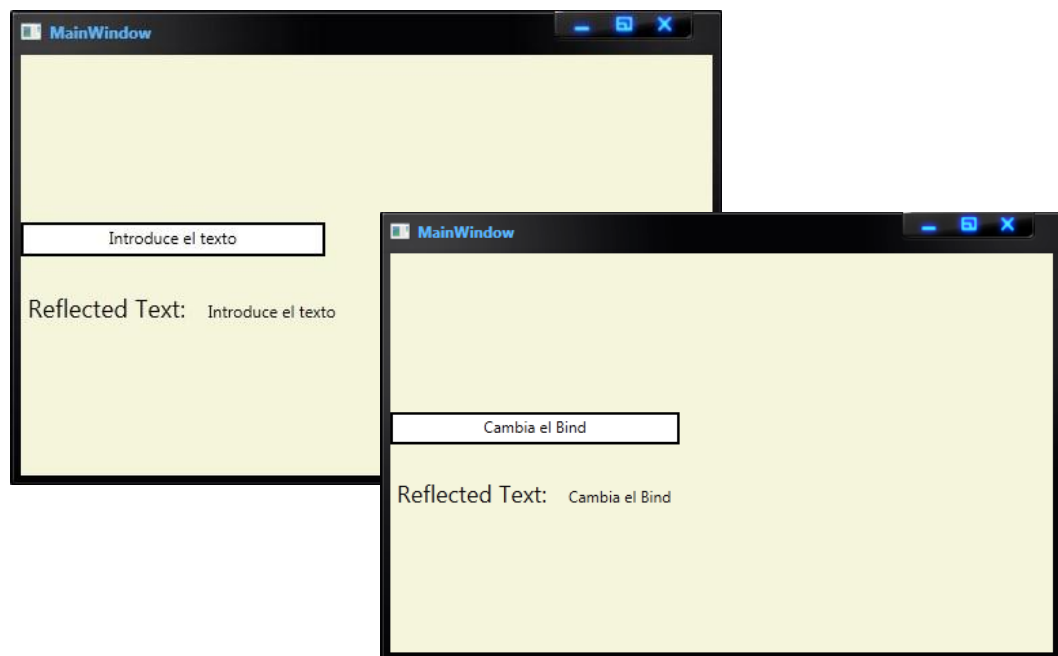 MainWindow
Introduce el texto
Reflected Text: Introduce el texto
MainWindow
Cambia el Bind
Reflected Text: Cambia el Bind